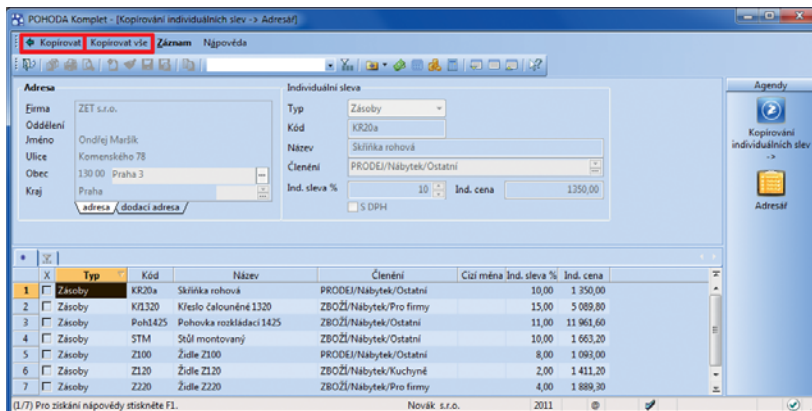 POHODA Komplet - [Kopírování individuálních slev -> Adresář]
Kopírovat Kopírovat vše Záznam Nápověda
Adresa
Firma ZET s.r.o.
Oddělení
Jméno Ondřej Maršík
Ulice Komenského 78
Obec 130 00 Praha 3
Kraj Praha
adresa dodací adresa
Individuální sleva
Typ Zásoby
Kód KR20a
Název Skříňka rohová
Členění PRODEJ/Nábytek/Ostatní
Ind. sleva % 10 Ind. cena 1350,00
S DPH
Agendy
Kopírování
individuálních slev
->
Adresář
X Typ Kód Název Členění Cizí měna Ind. sleva % Ind. cena
1 Zásoby KR20a Skříňka rohová PRODEJ/Nábytek/Ostatní 10,00 1 350,00
2 Zásoby Kř1320 Křeslo čalouněné 1320 ZBOŽÍ/Nábytek/Pro firmy 15,00 5 089,80
3 Zásoby Poh1425 Pohovka rozkládací 1425 ZBOŽÍ/Nábytek/Ostatní 11,00 11 961,60
4 Zásoby STM Stůl montovaný ZBOŽÍ/Nábytek/Ostatní 10,00 1 663,20
5 Zásoby Z100 Židle Z100 PRODEJ/Nábytek/Ostatní 8,00 1 093,00
6 Zásoby Z120 Židle Z120 ZBOŽÍ/Nábytek/Kuchyně 2,00 1 411,20
7 Zásoby Z220 Židle Z220 ZBOŽÍ/Nábytek/Pro firmy 4,00 1 889,30
(1/7) Pro získání nápovědy stiskněte F1. Novák s.r.o. 2011 @